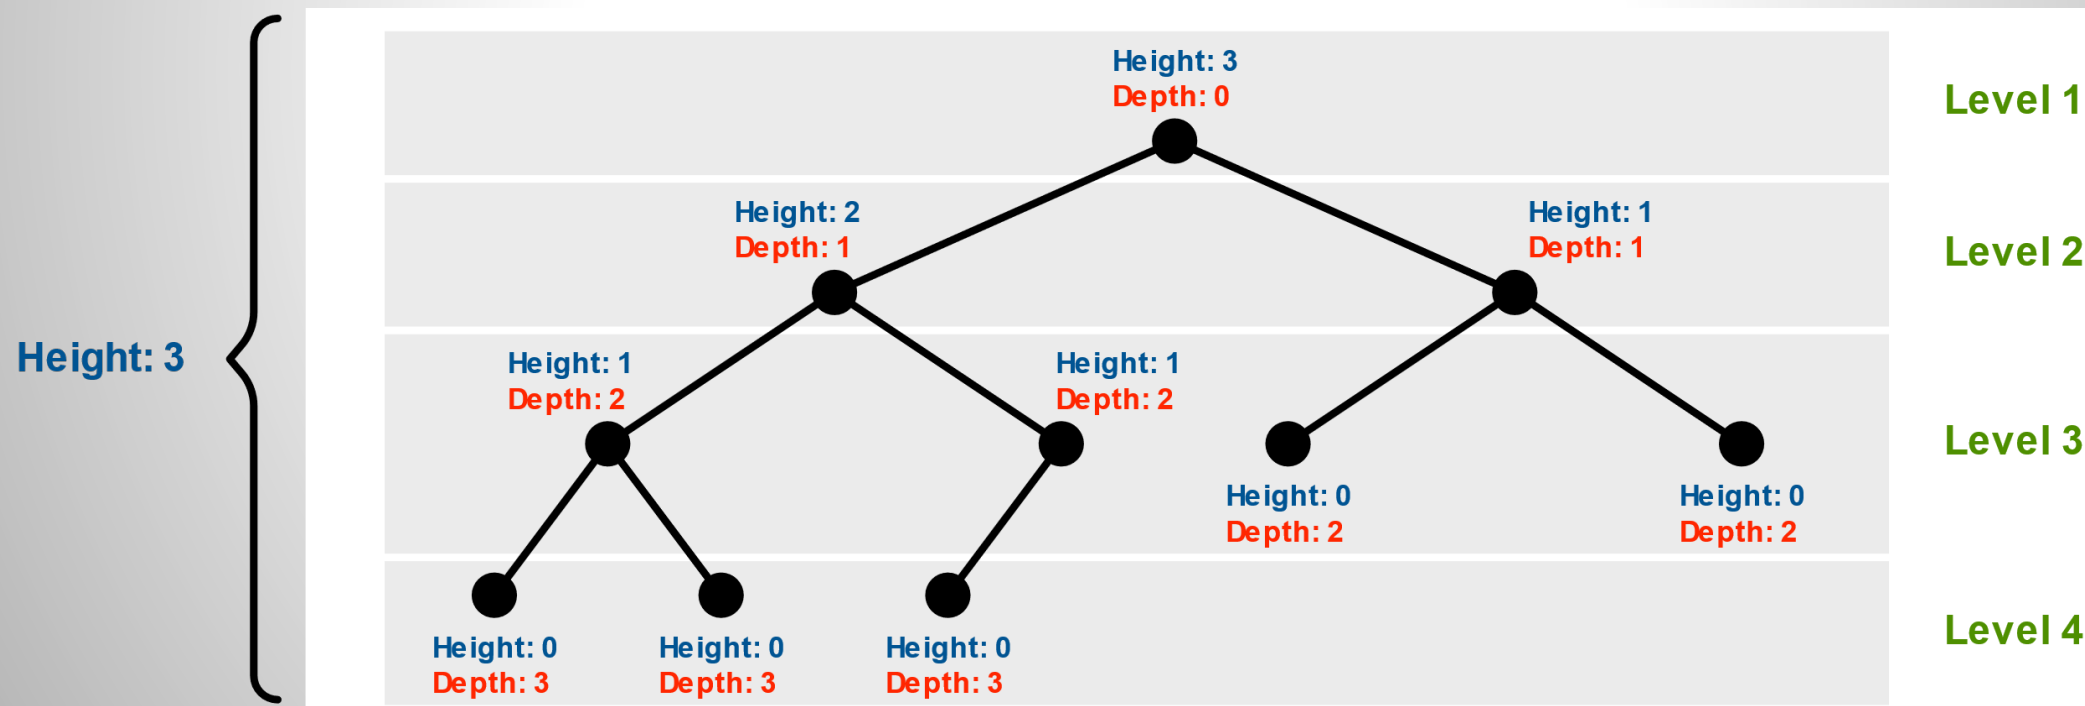 Height: 3
Depth: 0
Level 1
Height: 2
Depth: 1
Height: 1
Depth: 1
Level 2
Height: 3
Height: 1
Depth: 2
Height: 1
Depth: 2
Level 3
Height: 0
Depth: 2
Height: 0
Depth: 2
Height: 0
Depth: 3
Height: 0
Depth: 3
Height: 0
Depth: 3
Level 4